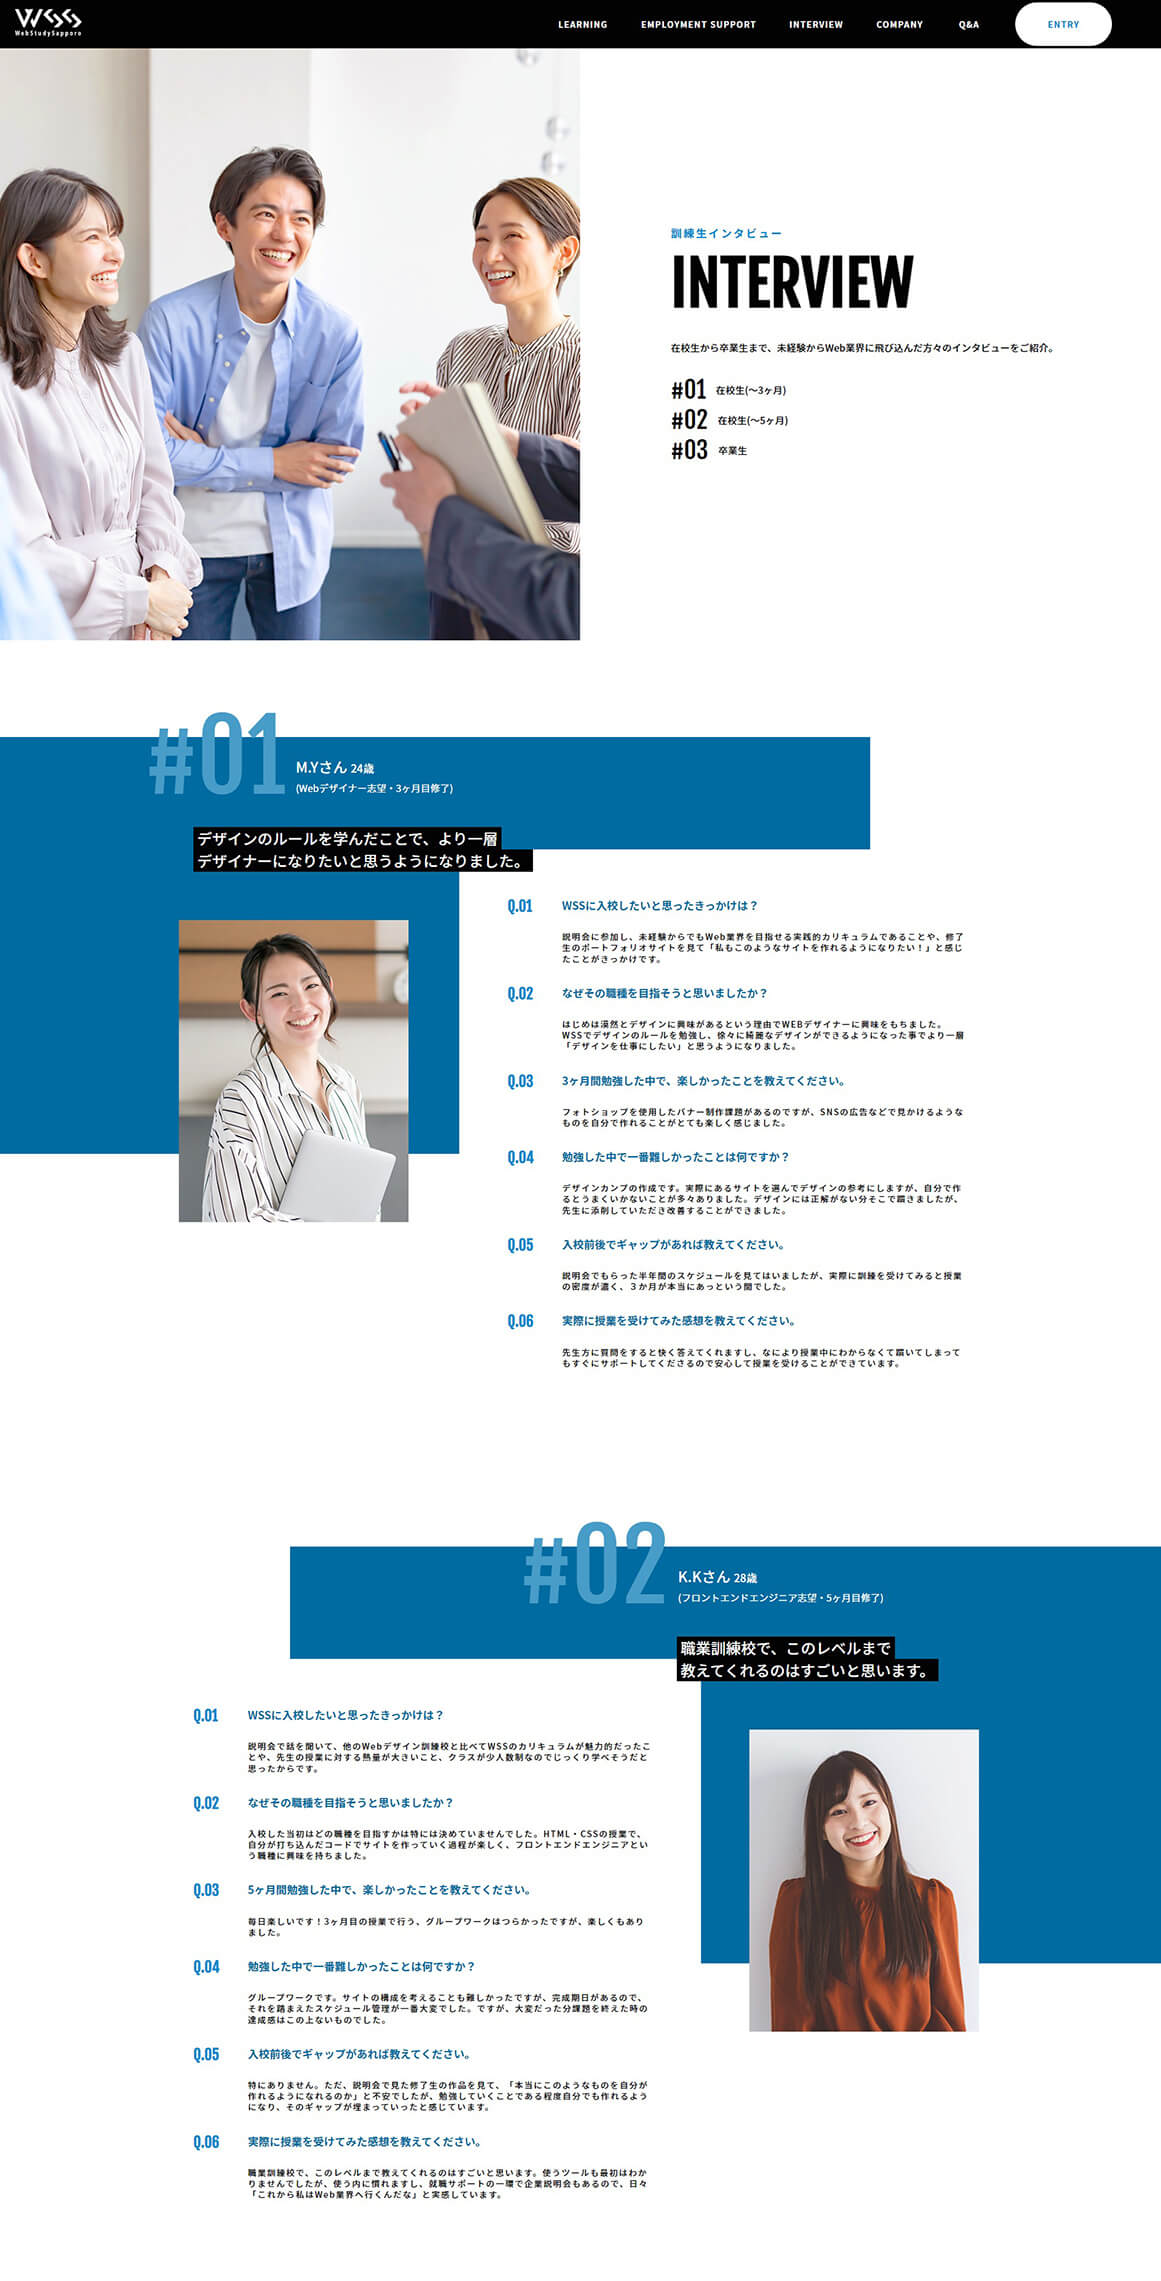 WSS
WebStudySapporo
LEARNING
EMPLOYMENT SUPPORT
INTERVIEW
COMPANY
Q&A
ENTRY
訓練生インタビュー
INTERVIEW
在校生から卒業生まで、未経験からWeb業界に飛び込んだ方々のインタビューをご紹介。
#01 在校生(〜3ヶ月)
#02 在校生(〜5ヶ月)
#03 卒業生
#01
M.Yさん 24歳
(Webデザイナー志望・3ヶ月目修了)
デザインのルールを学んだことで、より一層
デザイナーになりたいと思うようになりました。
Q.01 WSSに入校したいと思ったきっかけは？
説明会に参加し、未経験からでもWeb業界を目指せる実践的カリキュラムであることや、修了
生のポートフォリオサイトを見て「私もこのようなサイトを作れるようになりたい！」と感じ
たことがきっかけです。
Q.02 なぜその職種を目指そうと思いましたか？
はじめは漠然とデザインに興味があるという理由でWEBデザイナーに興味をもちました。
WSSでデザインのルールを勉強し、徐々に綺麗なデザインができるようになった事でより一層
「デザインを仕事にしたい」と思うようになりました。
Q.03 3ヶ月間勉強した中で、楽しかったことを教えてください。
フォトショップを使用したバナー制作課題があるのですが、SNSの広告などで見かけるような
ものを自分で作れることがとても楽しく感じました。
Q.04 勉強した中で一番難しかったことは何ですか？
デザインカンプの作成です。実際にあるサイトを選んでデザインの参考にしますが、自分で作
るとうまくいかないことが多々ありました。デザインには正解がない分そこで躓きましたが、
先生に添削していただき改善することができました。
Q.05 入校前後でギャップがあれば教えてください。
説明会でもらった半年間のスケジュールを見てはいましたが、実際に訓練を受けてみると授業
の密度が濃く、３か月が本当にあっという間でした。
Q.06 実際に授業を受けてみた感想を教えてください。
先生方に質問をすると快く答えてくれますし、なにより授業中にわからなくて躓いてしまって
もすぐにサポートしてくださるので安心して授業を受けることができています。
#02
K.Kさん 28歳
(フロントエンドエンジニア志望・5ヶ月目修了)
職業訓練校で、このレベルまで
教えてくれるのはすごいと思います。
Q.01 WSSに入校したいと思ったきっかけは？
説明会で話を聞いて、他のWebデザイン訓練校と比べてWSSのカリキュラムが魅力的だったこ
とや、先生の授業に対する熱量が大きいこと、クラスが少人数制なのでじっくり学べそうだと
思ったからです。
Q.02 なぜその職種を目指そうと思いましたか？
入校した当初はどの職種を目指すかは特には決めていませんでした。HTML・CSSの授業で、
自分が打ち込んだコードでサイトを作っていく過程が楽しく、フロントエンドエンジニアとい
う職種に興味を持ちました。
Q.03 5ヶ月間勉強した中で、楽しかったことを教えてください。
毎日楽しいです！3ヶ月目の授業で行う、グループワークはつらかったですが、楽しくもあり
ました。
Q.04 勉強した中で一番難しかったことは何ですか？
グループワークです。サイトの構成を考えることも難しかったですが、完成期日があるので、
それを踏まえたスケジュール管理が一番大変でした。ですが、大変だった分課題を終えた時の
達成感はこの上ないものでした。
Q.05 入校前後でギャップがあれば教えてください。
特にありません。ただ、説明会で見た修了生の作品を見て、「本当にこのようなものを自分が
作れるようになれるのか」と不安でしたが、勉強していくことである程度自分でも作れるよう
になり、そのギャップが埋まっていったと感じています。
Q.06 実際に授業を受けてみた感想を教えてください。
職業訓練校で、このレベルまで教えてくれるのはすごいと思います。使うツールも最初はわか
りませんでしたが、使う内に慣れますし、就職サポートの一環で企業説明会もあるので、日々
「これから私はWeb業界へ行くんだな」と実感しています。